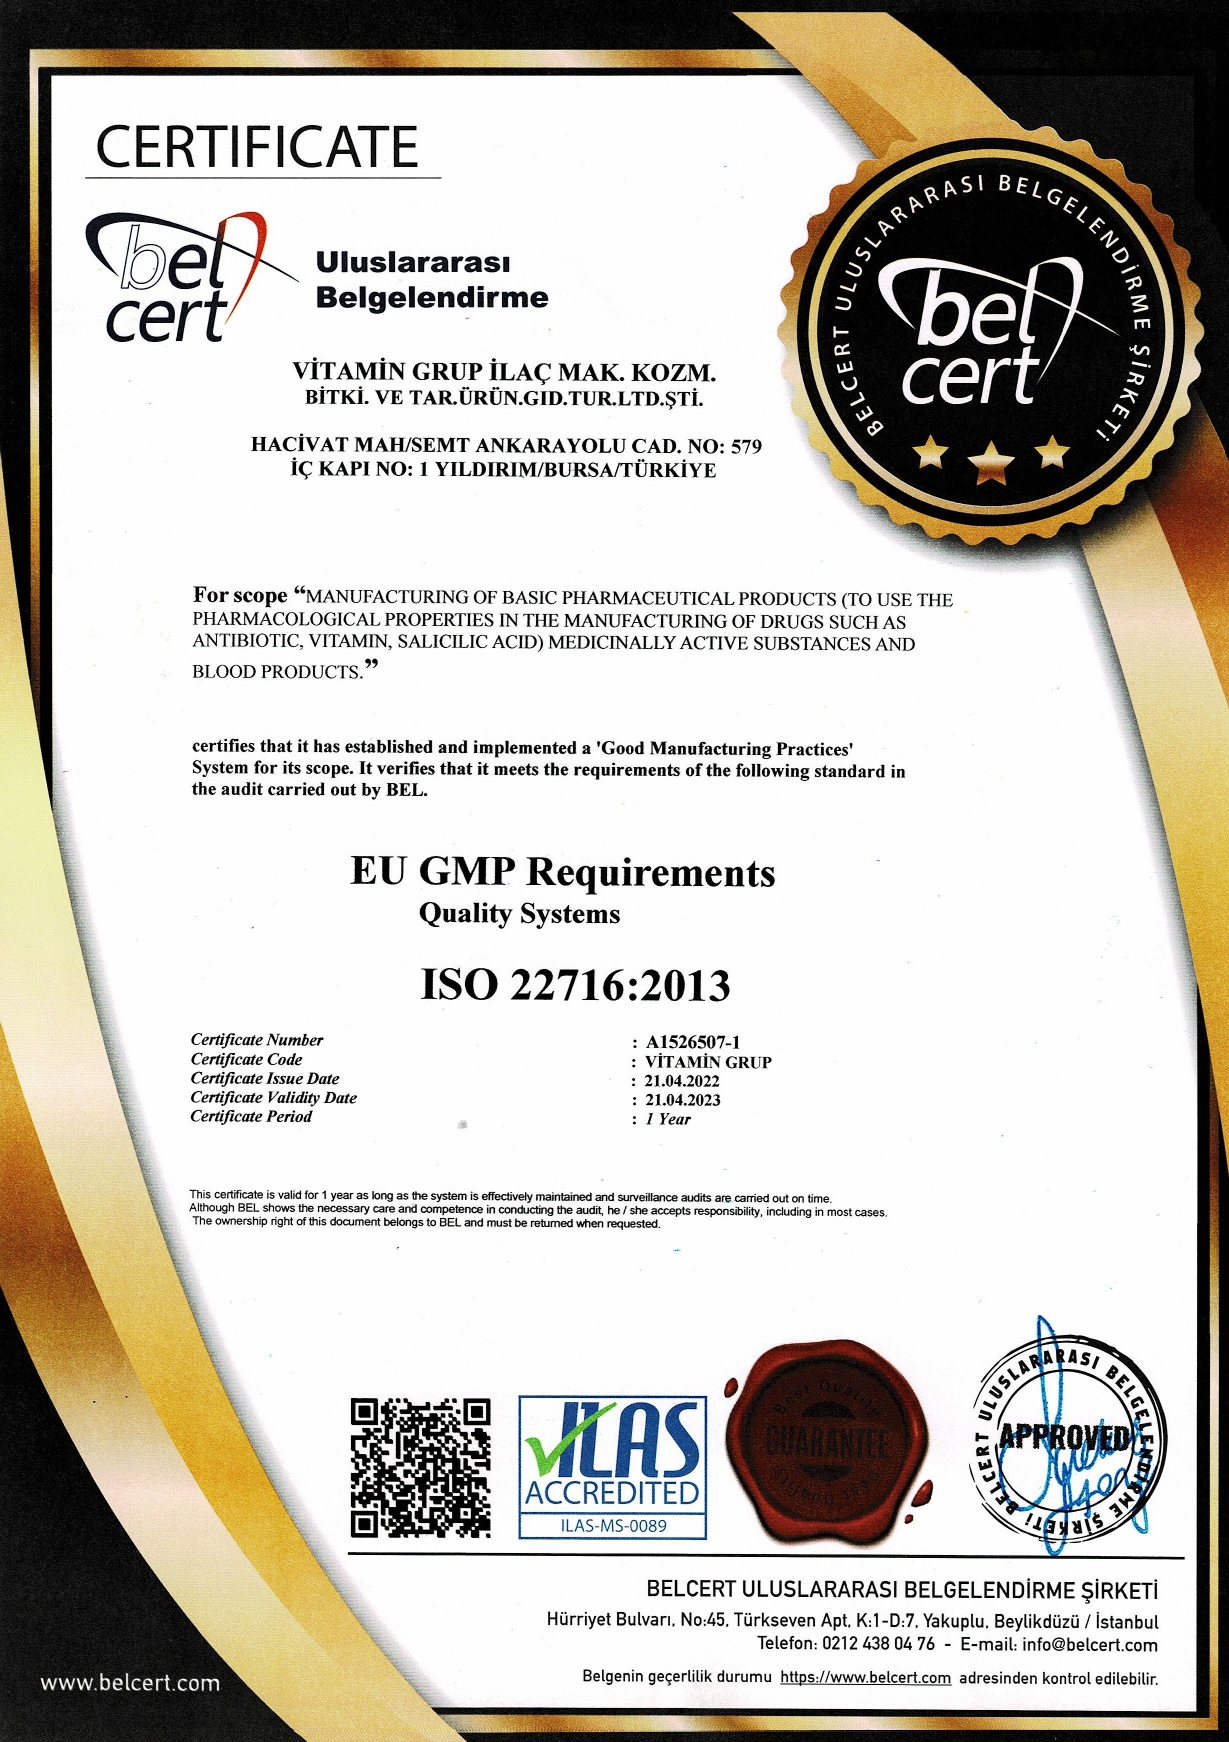 CERTIFICATE
bel
cert
Uluslararası
Belgelendirme
BELCERT ULUSLARARASI BELGELENDİRME ŞİRKETİ
bel
cert
VİTAMİN GRUP İLAÇ MAK. KOZM.
BİTKİ. VE TAR.ÜRÜN.GID.TUR.LTD.ŞTİ.
HACİVAT MAH/SEMT ANKARAYOLU CAD. NO: 579
İÇ KAPI NO: 1 YILDIRIM/BURSA/TÜRKİYE
For scope “MANUFACTURING OF BASIC PHARMACEUTICAL PRODUCTS (TO USE THE
PHARMACOLOGICAL PROPERTIES IN THE MANUFACTURING OF DRUGS SUCH AS
ANTIBIOTIC, VITAMIN, SALICILIC ACID) MEDICINALLY ACTIVE SUBSTANCES AND
BLOOD PRODUCTS.”
certifies that it has established and implemented a 'Good Manufacturing Practices'
System for its scope. It verifies that it meets the requirements of the following standard in
the audit carried out by BEL.
EU GMP Requirements
Quality Systems
ISO 22716:2013
Certificate Number : A1526507-1
Certificate Code : VİTAMİN GRUP
Certificate Issue Date : 21.04.2022
Certificate Validity Date : 21.04.2023
Certificate Period : 1 Year
This certificate is valid for 1 year as long as the system is effectively maintained and surveillance audits are carried out on time.
Although BEL shows the necessary care and competence in conducting the audit, he / she accepts responsibility, including in most cases.
The ownership right of this document belongs to BEL and must be returned when requested.
ILAS
ACCREDITED
ILAS-MS-0089
Best Quality
GUARANTEE
BELCERT ULUSLARARASI BELGELENDİRME ŞİRKETİ
APPROVED
BELCERT ULUSLARARASI BELGELENDİRME ŞİRKETİ
Hürriyet Bulvarı, No:45, Türkseven Apt, K:1-D:7, Yakuplu, Beylikdüzü / İstanbul
Telefon: 0212 438 04 76 - E-mail: info@belcert.com
Belgenin geçerlilik durumu https://www.belcert.com adresinden kontrol edilebilir.
www.belcert.com